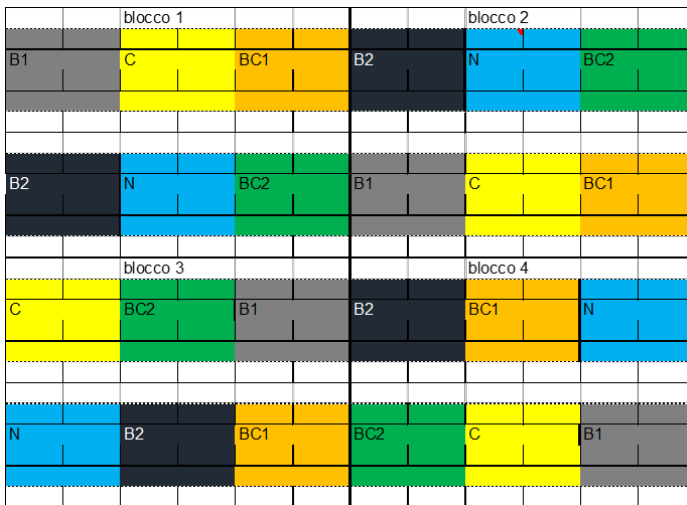 blocco 1 blocco 2
B1 C BC1 B2 N BC2
B2 N BC2 B1 C BC1
blocco 3 blocco 4
C BC2 B1 B2 BC1 N
N B2 BC1 BC2 C B1